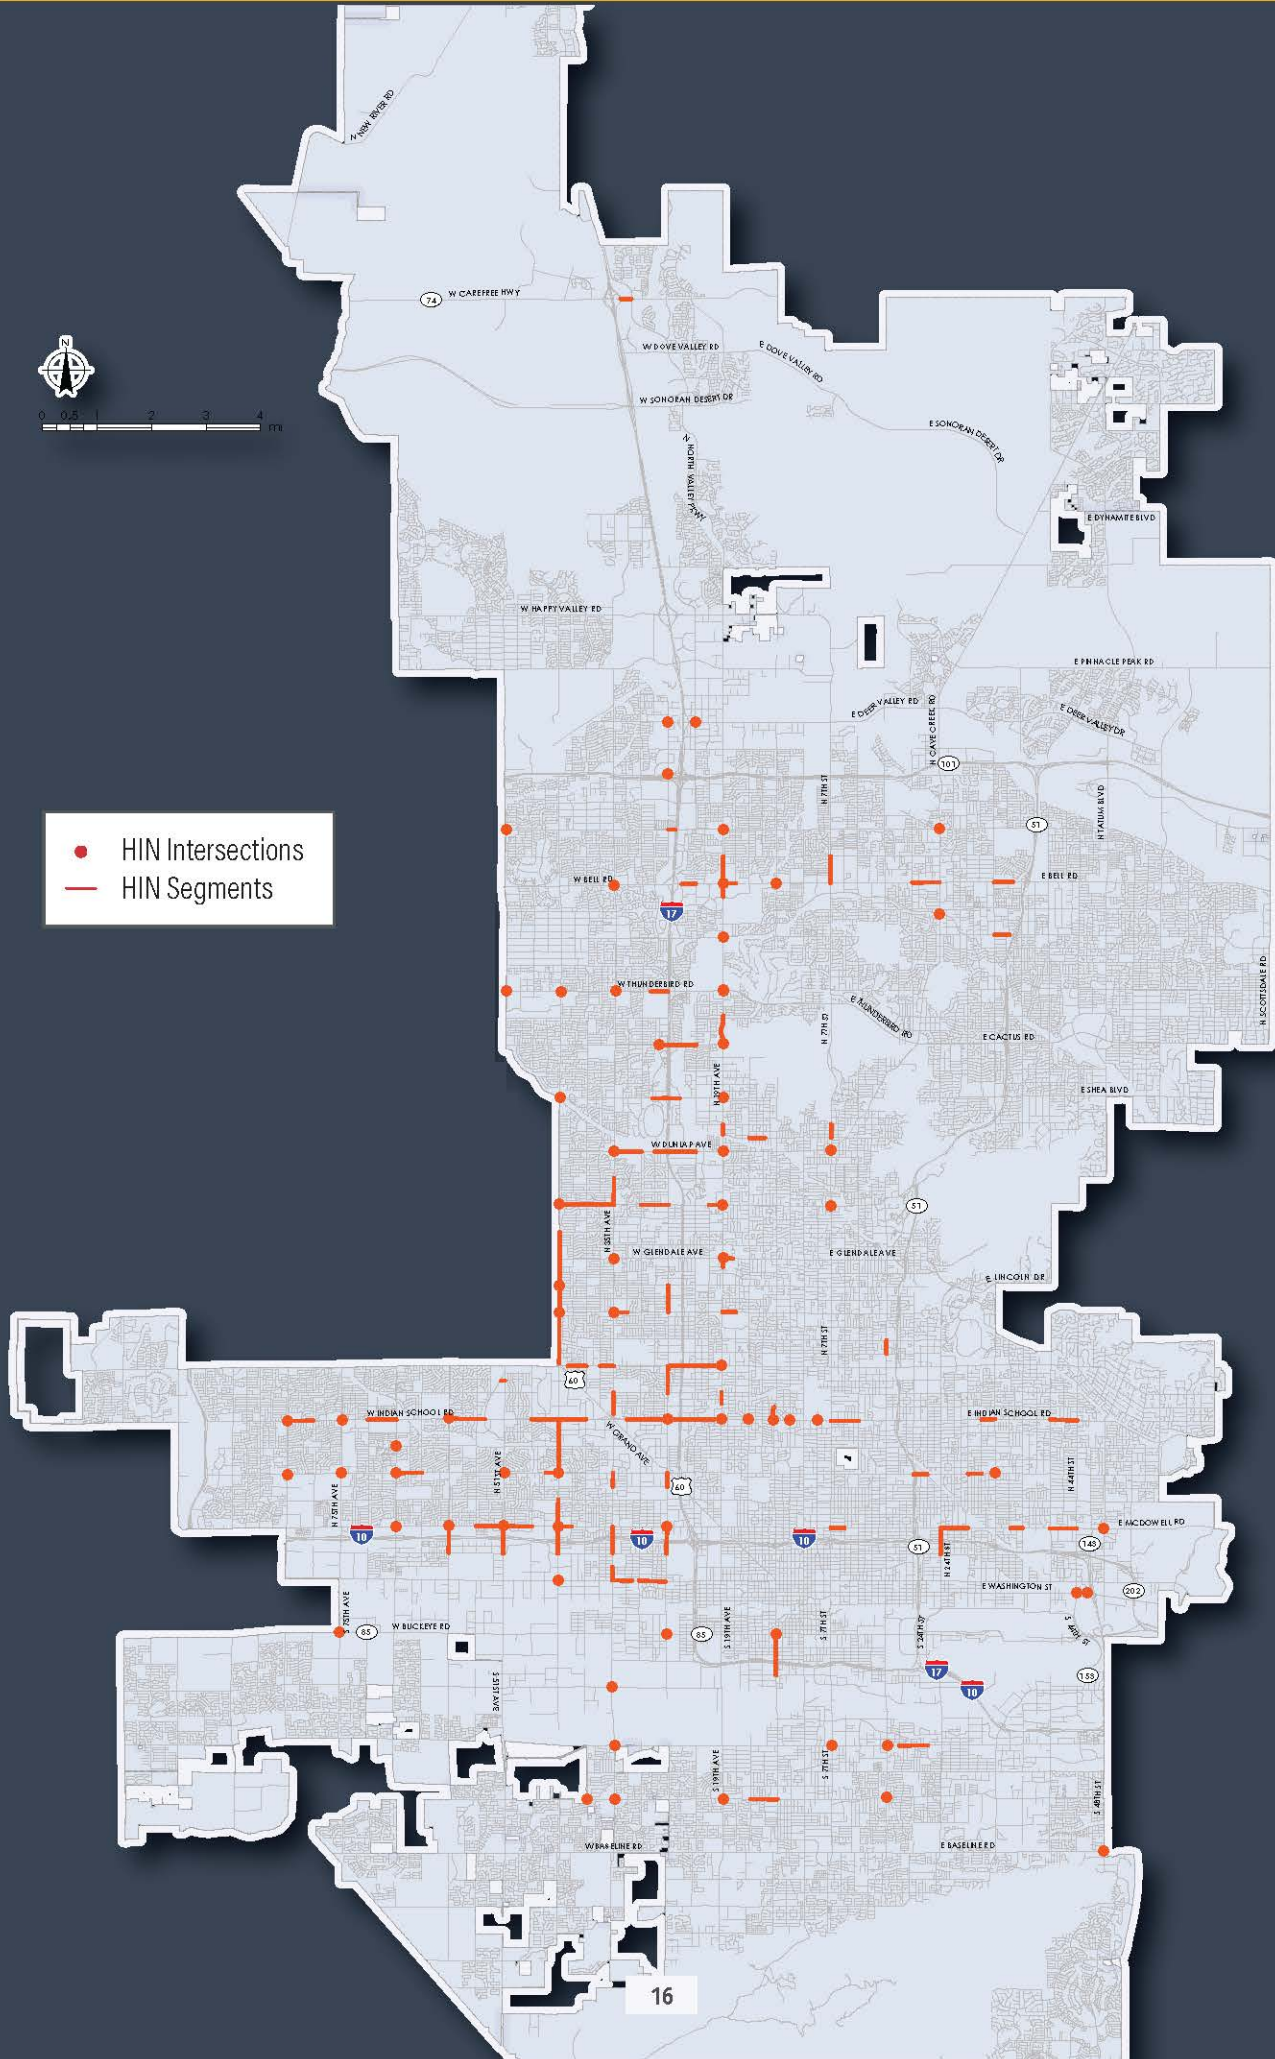 N NEW RIVER RD
74
W CAREFREE HWY
N
0 0.5 1 2 3 4
mi
W DOVE VALLEY RD
E DOVE VALLEY RD
W SONORAN DESERT DR
E SONORAN DESERT DR
N NORTH VALLEY PKWY
E DYNAMITE BLVD
W HAPPY VALLEY RD
E PINNACLE PEAK RD
E DEER VALLEY RD
N CAVE CREEK RD
E DEER VALLEY DR
101
N 7TH ST
N TATUM BLVD
51
HIN Intersections
HIN Segments
W BELL RD
E BELL RD
17
W THUNDERBIRD RD
E THUNDERBIRD RD
N 7TH ST
E CACTUS RD
N SCOTTSDALE RD
N 19TH AVE
E SHEA BLVD
W DUNLAP AVE
51
N 35TH AVE
W GLENDALE AVE
E GLENDALE AVE
E LINCOLN DR
N 7TH ST
60
W INDIAN SCHOOL RD
E INDIAN SCHOOL RD
W GRAND AVE
N 51ST AVE
N 44TH ST
60
N 75TH AVE
10
10
10
E MCDOWELL RD
51
143
N 24TH ST
E WASHINGTON ST
202
S 75TH AVE
85
W BUCKEYE RD
85
S 19TH AVE
S 7TH ST
S 24TH ST
S 44TH ST
17
10
153
S 51ST AVE
S 19TH AVE
S 7TH ST
S 48TH ST
W BASELINE RD
E BASELINE RD
16